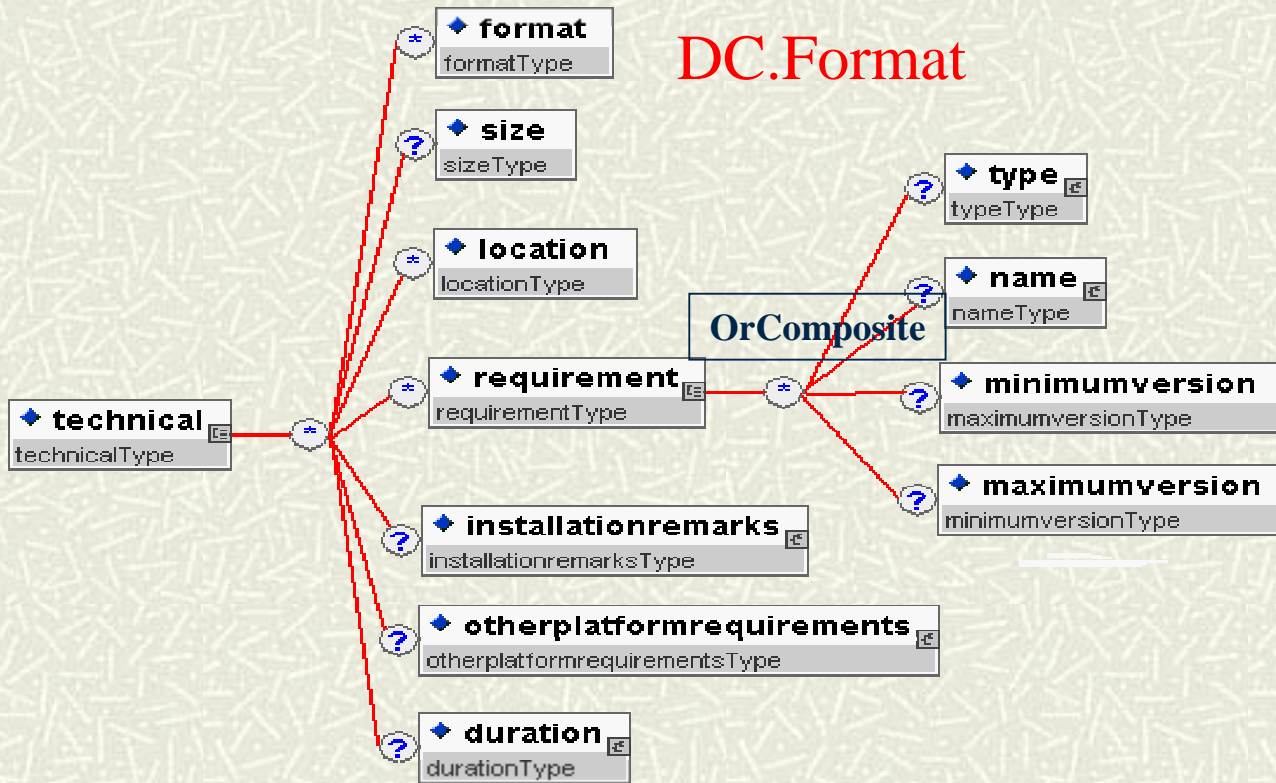 format
formatType
DC.Format
size
sizeType
location
locationType
requirement
requirementType
OrComposite
type
typeType
name
nameType
minimumversion
maximumversionType
maximumversion
minimumversionType
technical
technicalType
installationremarks
installationremarksType
otherplatformrequirements
otherplatformrequirementsType
duration
durationType
*
?
*
*
*
?
?
?
?
?
?
?
*